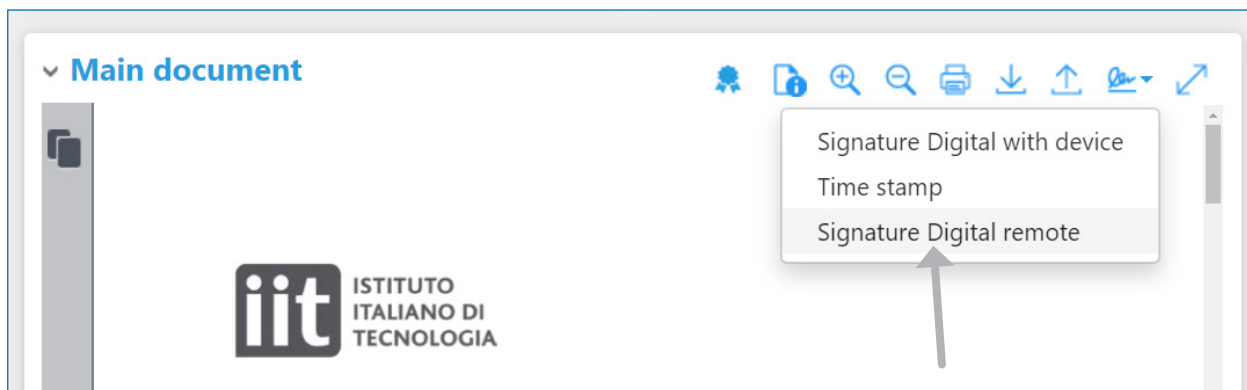 Main document
Signature Digital with device
Time stamp
Signature Digital remote
iit
ISTITUTO
ITALIANO DI
TECNOLOGIA